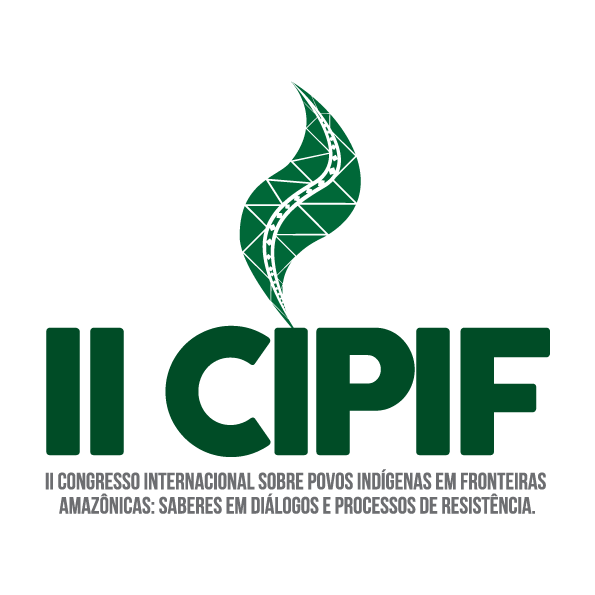 II CIPIF
II CONGRESSO INTERNACIONAL SOBRE POVOS INDÍGENAS EM FRONTEIRAS
AMAZÔNICAS: SABERES EM DIÁLOGOS E PROCESSOS DE RESISTÊNCIA.